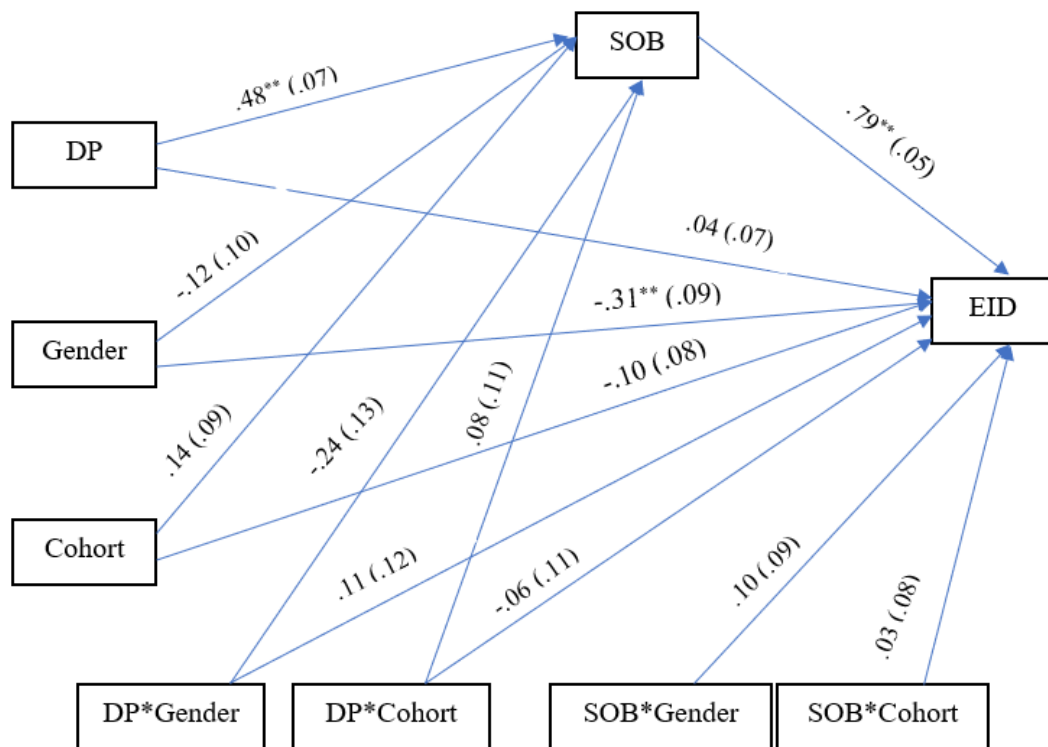 SOB
.48** (.07)
.79** (.05)
DP
.04 (.07)
-.12 (.10)
-.31** (.09)
EID
Gender
-.10 (.08)
.14 (.09)
-.24 (.13)
.08 (.11)
Cohort
.11 (.12)
-.06 (.11)
.10 (.09)
.03 (.08)
DP*Gender
DP*Cohort
SOB*Gender
SOB*Cohort